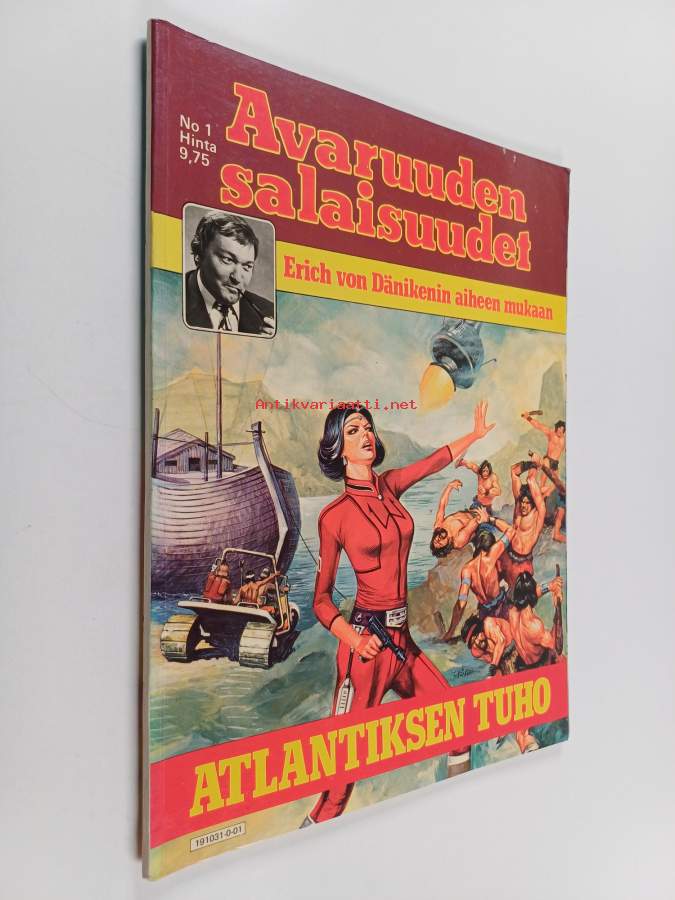 No 1
Hinta
9,75
Avaruuden
salaisuudet
Erich von Dänikenin aiheen mukaan
Antikvariaatti.net
ATLANTIKSEN TUHO
191031-0-01